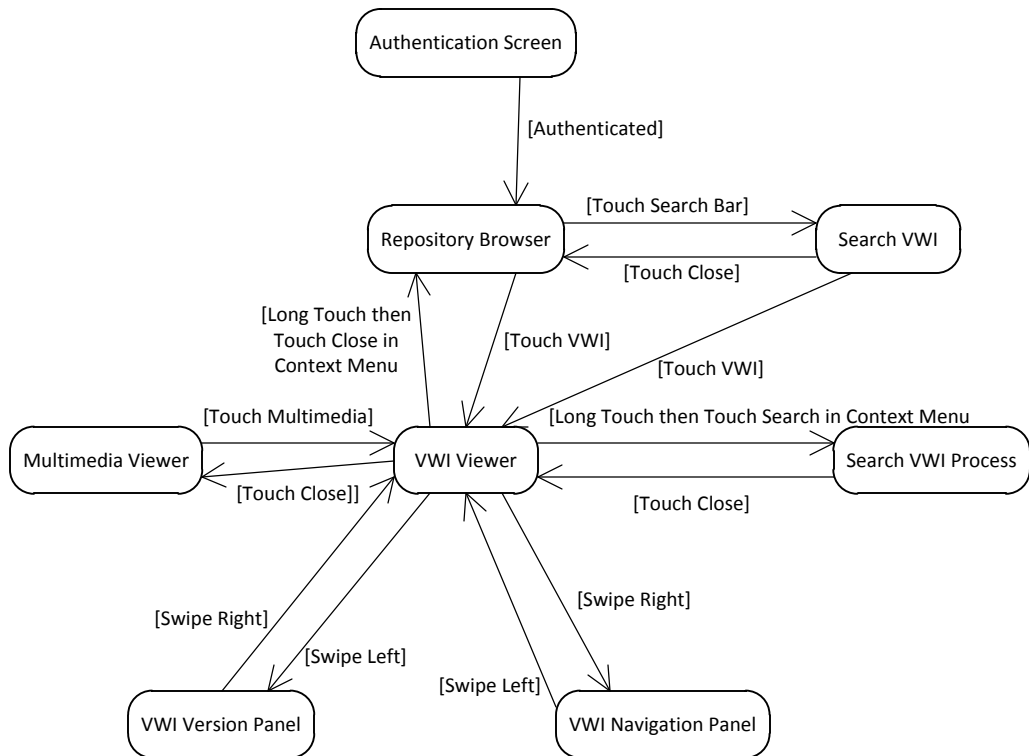 Authentication Screen
[Authenticated]
[Touch Search Bar]
Repository Browser
Search VWI
[Touch Close]
[Long Touch then
Touch Close in
Context Menu
[Touch VWI]
[Touch VWI]
[Touch Multimedia]
[Long Touch then Touch Search in Context Menu
Multimedia Viewer
VWI Viewer
Search VWI Process
[Touch Close]]
[Touch Close]
[Swipe Right]
[Swipe Right]
[Swipe Left]
[Swipe Left]
VWI Version Panel
VWI Navigation Panel